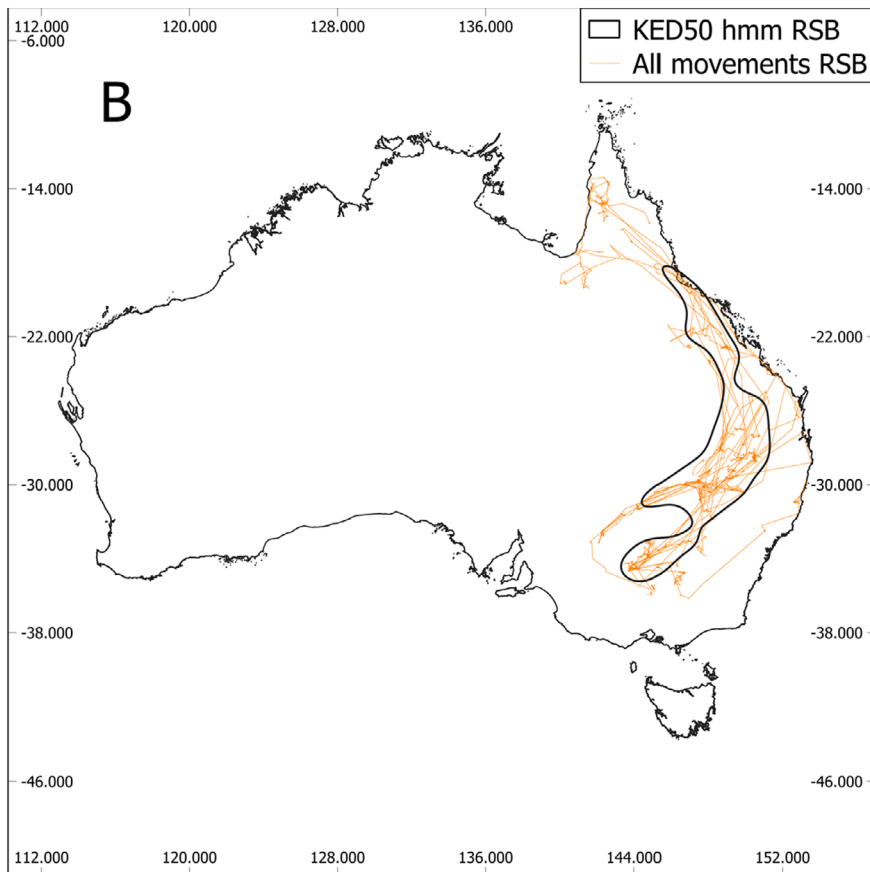 112.000 120.000 128.000 136.000
-6.000
KED50 hmm RSB
All movements RSB
B
-14.000 -14.000
-22.000 -22.000
-30.000 -30.000
-38.000 -38.000
-46.000 -46.000
112.000 120.000 128.000 136.000 144.000 152.000